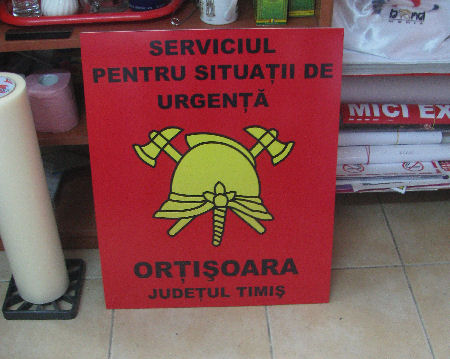 SERVICIUL
PENTRU SITUAȚII DE
URGENȚĂ
ORȚIȘOARA
JUDEȚUL TIMIȘ
MICI EX